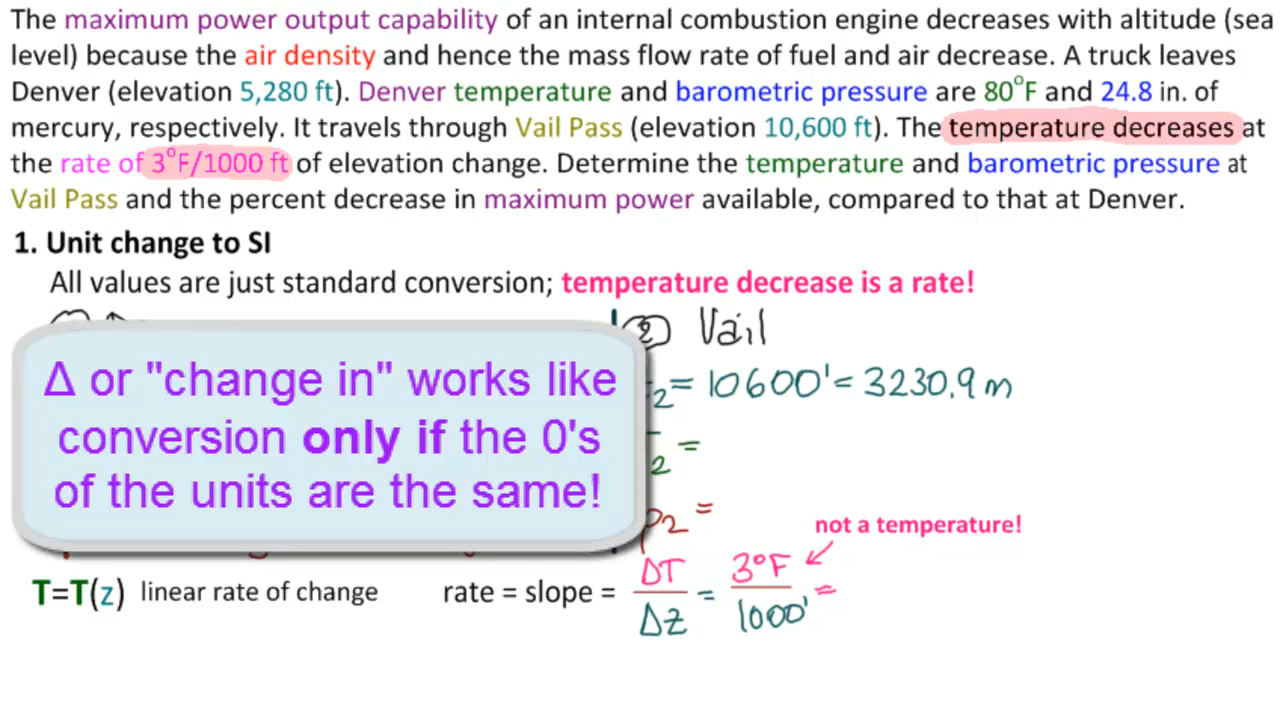 The maximum power output capability of an internal combustion engine decreases with altitude (sea
level) because the air density and hence the mass flow rate of fuel and air decrease. A truck leaves
Denver (elevation 5,280 ft). Denver temperature and barometric pressure are 80°F and 24.8 in. of
mercury, respectively. It travels through Vail Pass (elevation 10,600 ft). The temperature decreases at
the rate of 3°F/1000 ft of elevation change. Determine the temperature and barometric pressure at
Vail Pass and the percent decrease in maximum power available, compared to that at Denver.
1. Unit change to SI
All values are just standard conversion; temperature decrease is a rate!
② Vail
Δ or "change in" works like
conversion only if the 0's
of the units are the same!
2 = 10600' = 3230.9 m
2 =
p2 =
not a temperature!
T=T(z) linear rate of change rate = slope = ΔT/ΔZ = 3°F/1000' =